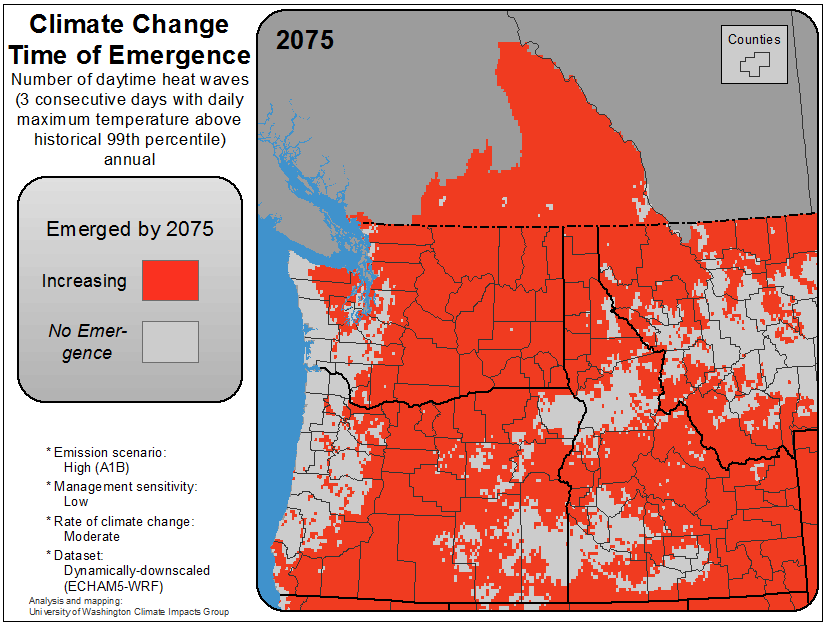 Climate Change
Time of Emergence
Number of daytime heat waves
(3 consecutive days with daily
maximum temperature above
historical 99th percentile)
annual
Emerged by 2075
Increasing
No Emer-
gence
* Emission scenario:
High (A1B)
* Management sensitivity:
Low
* Rate of climate change:
Moderate
* Dataset:
Dynamically-downscaled
(ECHAM5-WRF)
Analysis and mapping:
University of Washington Climate Impacts Group
2075
Counties